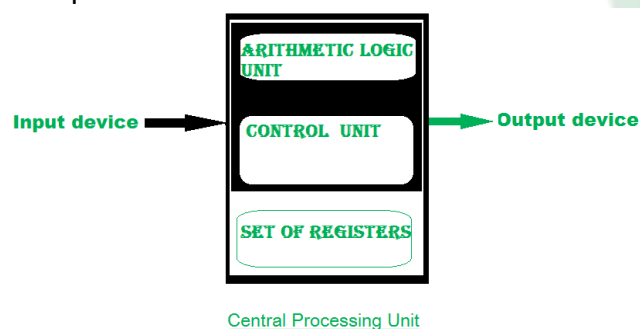 ARITHMETIC LOGIC
UNIT
Input device
Output device
CONTROL UNIT
SET OF REGISTERS
Central Processing Unit